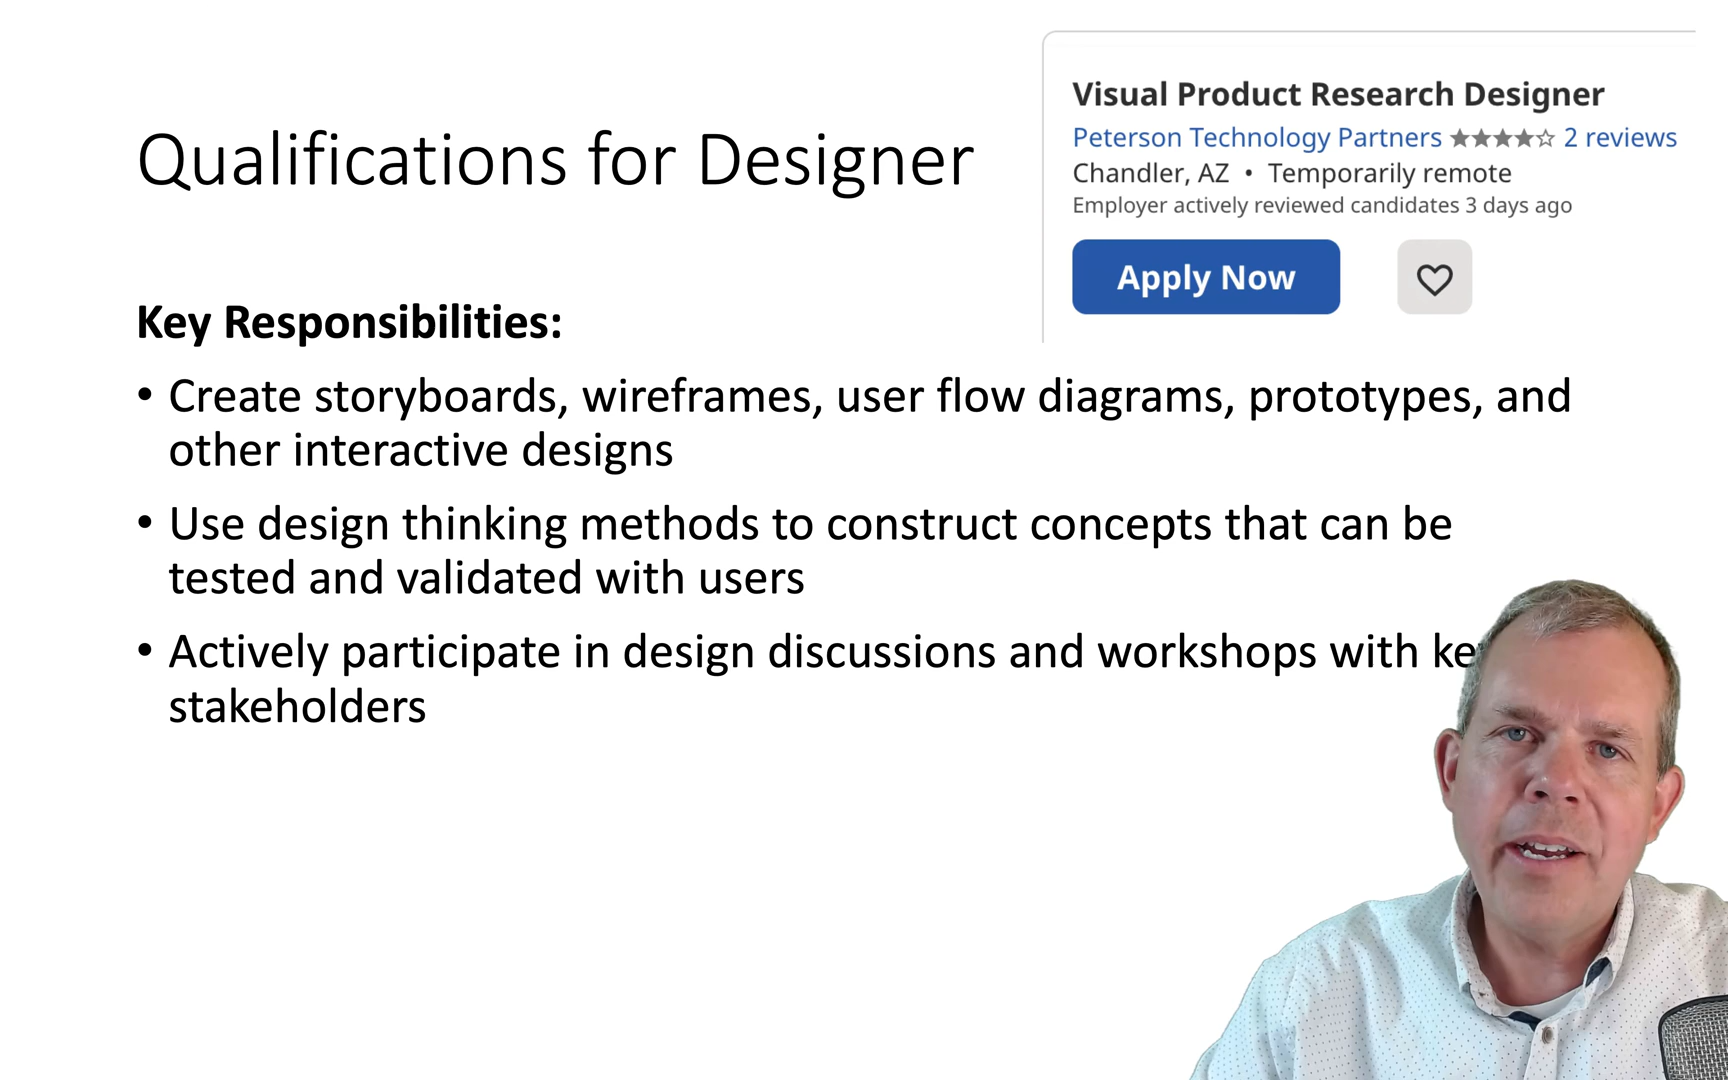 Qualifications for Designer
Visual Product Research Designer
Peterson Technology Partners ★★★★☆ 2 reviews
Chandler, AZ • Temporarily remote
Employer actively reviewed candidates 3 days ago
Apply Now
Key Responsibilities:
• Create storyboards, wireframes, user flow diagrams, prototypes, and
other interactive designs
• Use design thinking methods to construct concepts that can be
tested and validated with users
• Actively participate in design discussions and workshops with
stakeholders